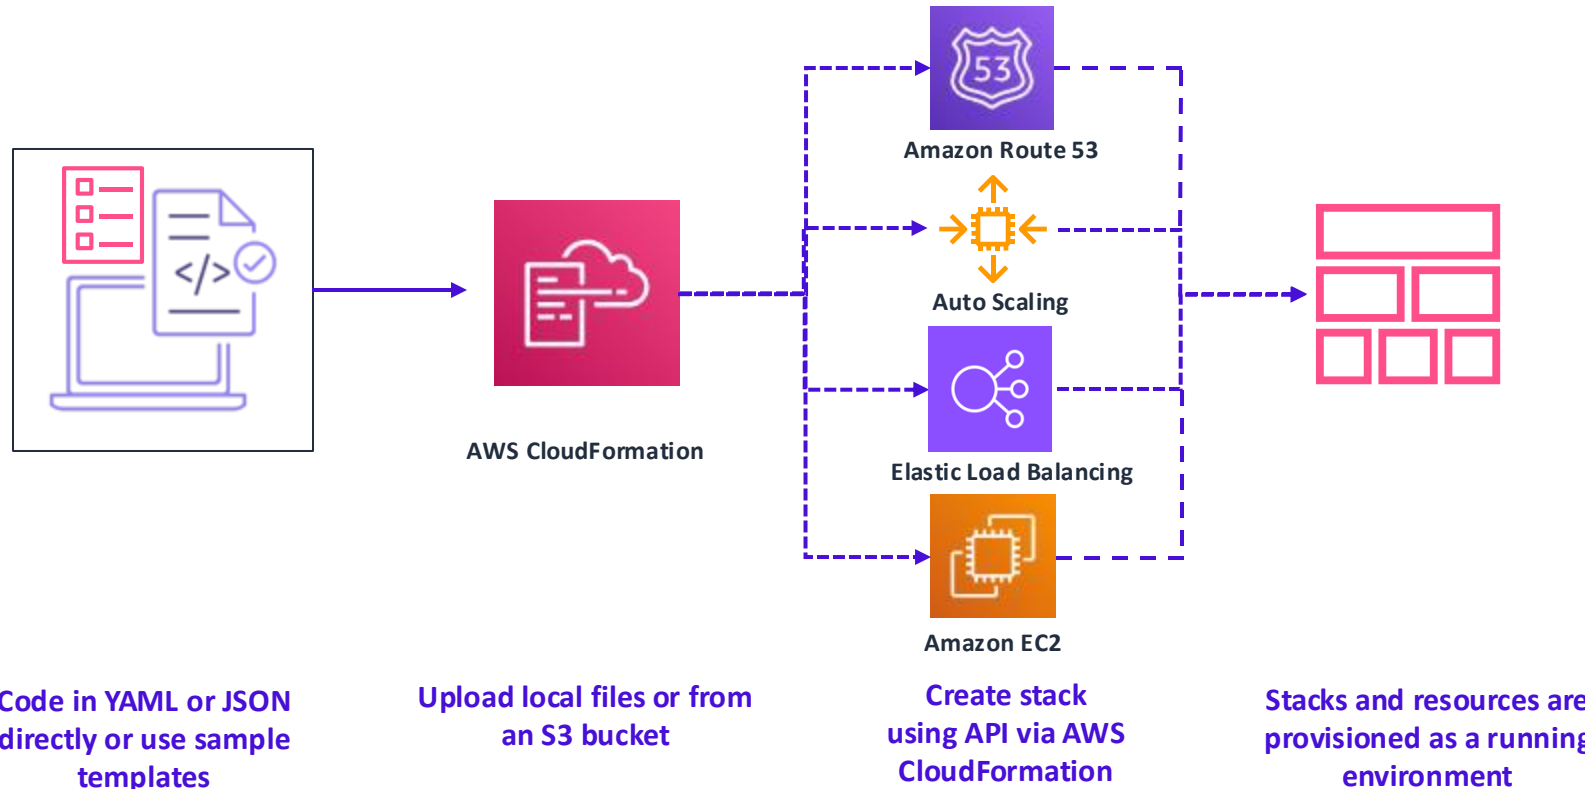 53
Amazon Route 53
Auto Scaling
</>
AWS CloudFormation
Elastic Load Balancing
Amazon EC2
Code in YAML or JSON
directly or use sample
templates
Upload local files or from
an S3 bucket
Create stack
using API via AWS
CloudFormation
Stacks and resources are
provisioned as a running
environment